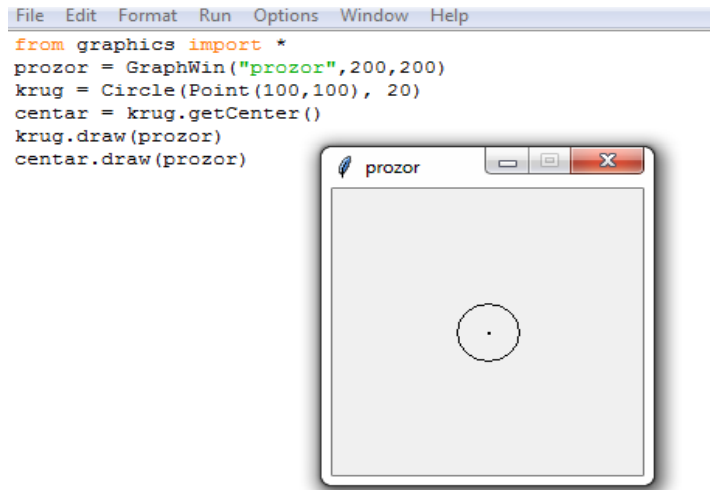 File Edit Format Run Options Window Help
from graphics import *
prozor = GraphWin("prozor",200,200)
krug = Circle(Point(100,100), 20)
centar = krug.getCenter()
krug.draw(prozor)
centar.draw(prozor)
prozor